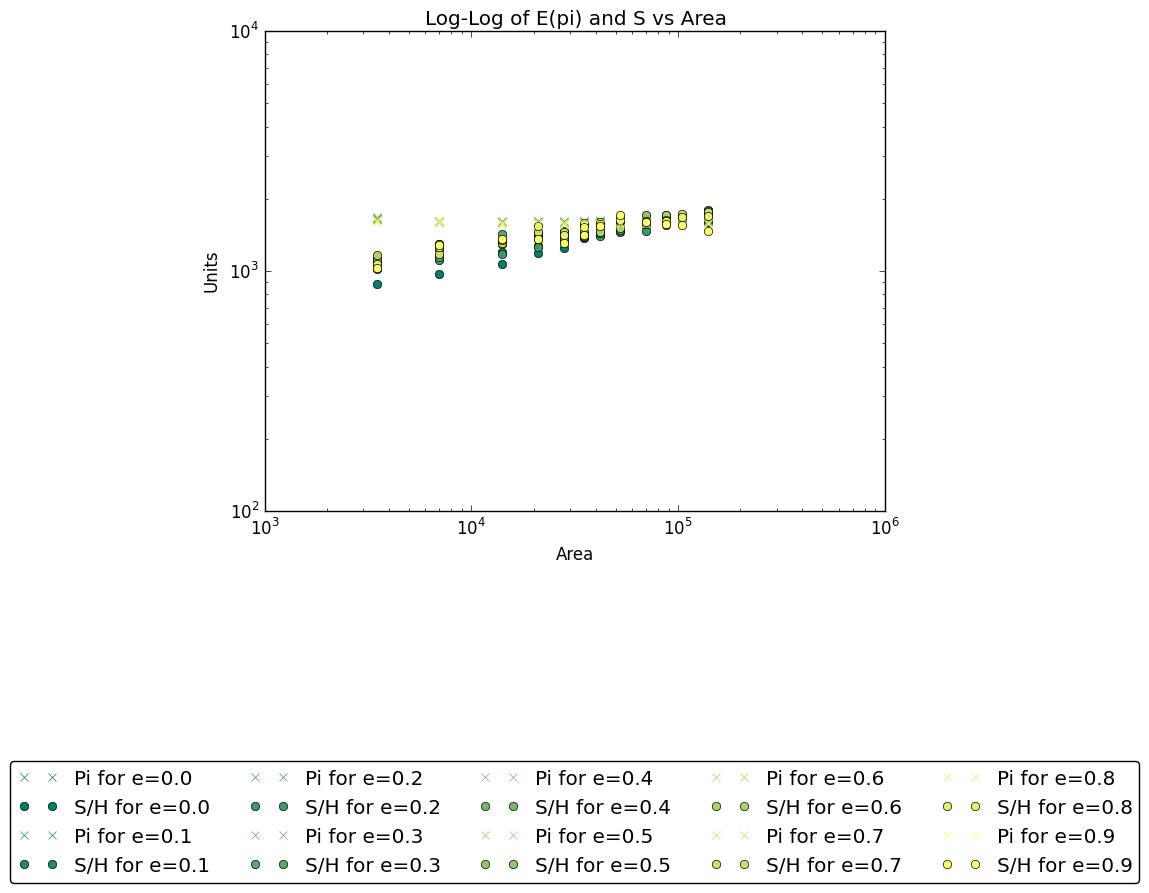 Log-Log of E(pi) and S vs Area
10^4
10^3
10^2
Units
10^3 10^4 10^5 10^6
Area
Pi for e=0.0 Pi for e=0.2 Pi for e=0.4 Pi for e=0.6 Pi for e=0.8
S/H for e=0.0 S/H for e=0.2 S/H for e=0.4 S/H for e=0.6 S/H for e=0.8
Pi for e=0.1 Pi for e=0.3 Pi for e=0.5 Pi for e=0.7 Pi for e=0.9
S/H for e=0.1 S/H for e=0.3 S/H for e=0.5 S/H for e=0.7 S/H for e=0.9